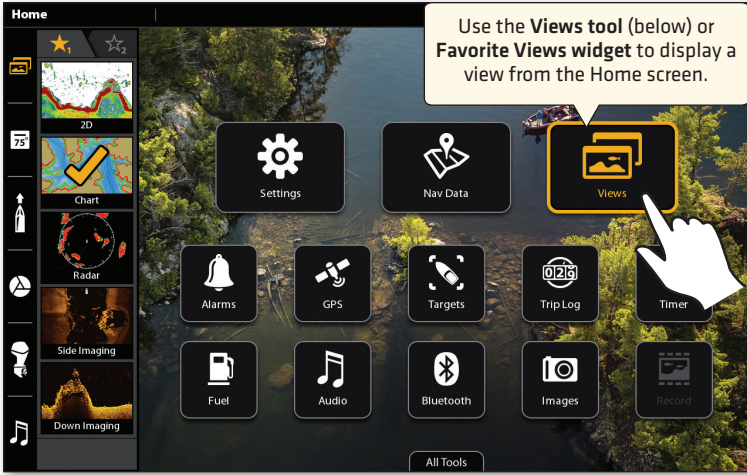 Home
Use the Views tool (below) or
Favorite Views widget to display a
view from the Home screen.
1
2
2D
75°
Settings
Nav Data
Views
Chart
Radar
Alarms
GPS
Targets
029
Trip Log
Timer
Side Imaging
Fuel
Audio
Bluetooth
Images
Record
Down Imaging
All Tools